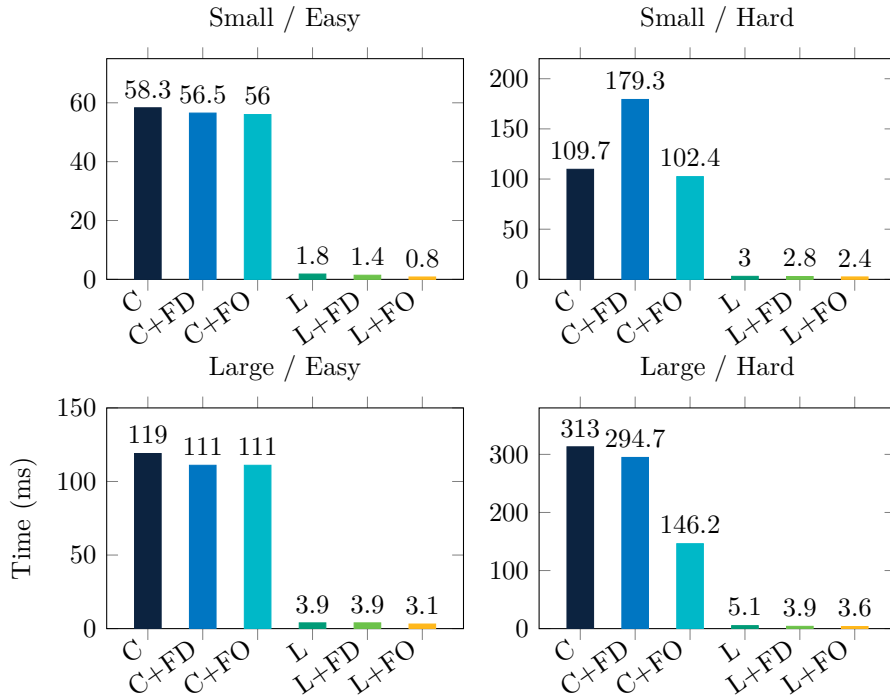 Small / Easy
58.3
56.5
56
1.8
1.4
0.8
60
40
20
0
C
C+FD
C+FO
L
L+FD
L+FO
Small / Hard
109.7
179.3
102.4
3
2.8
2.4
200
150
100
50
0
C
C+FD
C+FO
L
L+FD
L+FO
Large / Easy
Time (ms)
119
111
111
3.9
3.9
3.1
150
100
50
0
C
C+FD
C+FO
L
L+FD
L+FO
Large / Hard
313
294.7
146.2
5.1
3.9
3.6
300
200
100
0
C
C+FD
C+FO
L
L+FD
L+FO